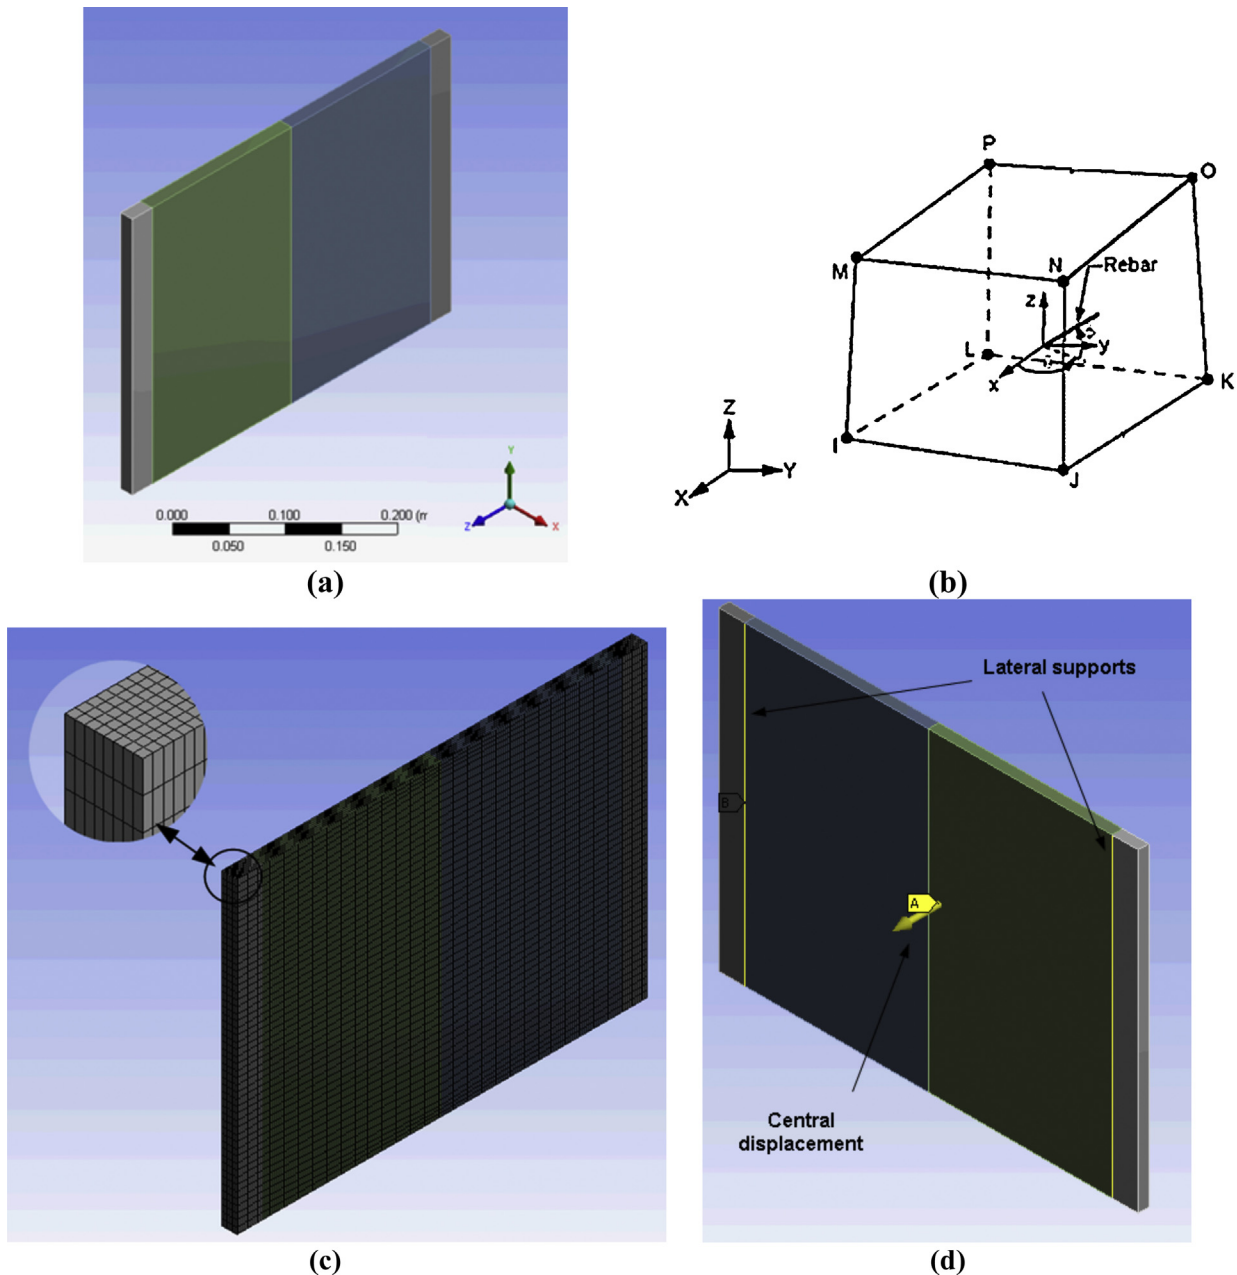 0.000 0.100 0.200 (m
0.050 0.150
Y
Z X
(a)
P
O
M
N
Rebar
z
L
y
x
K
Z
I
Y
X
J
(b)
(c)
Lateral supports
B
A
Central
displacement
(d)